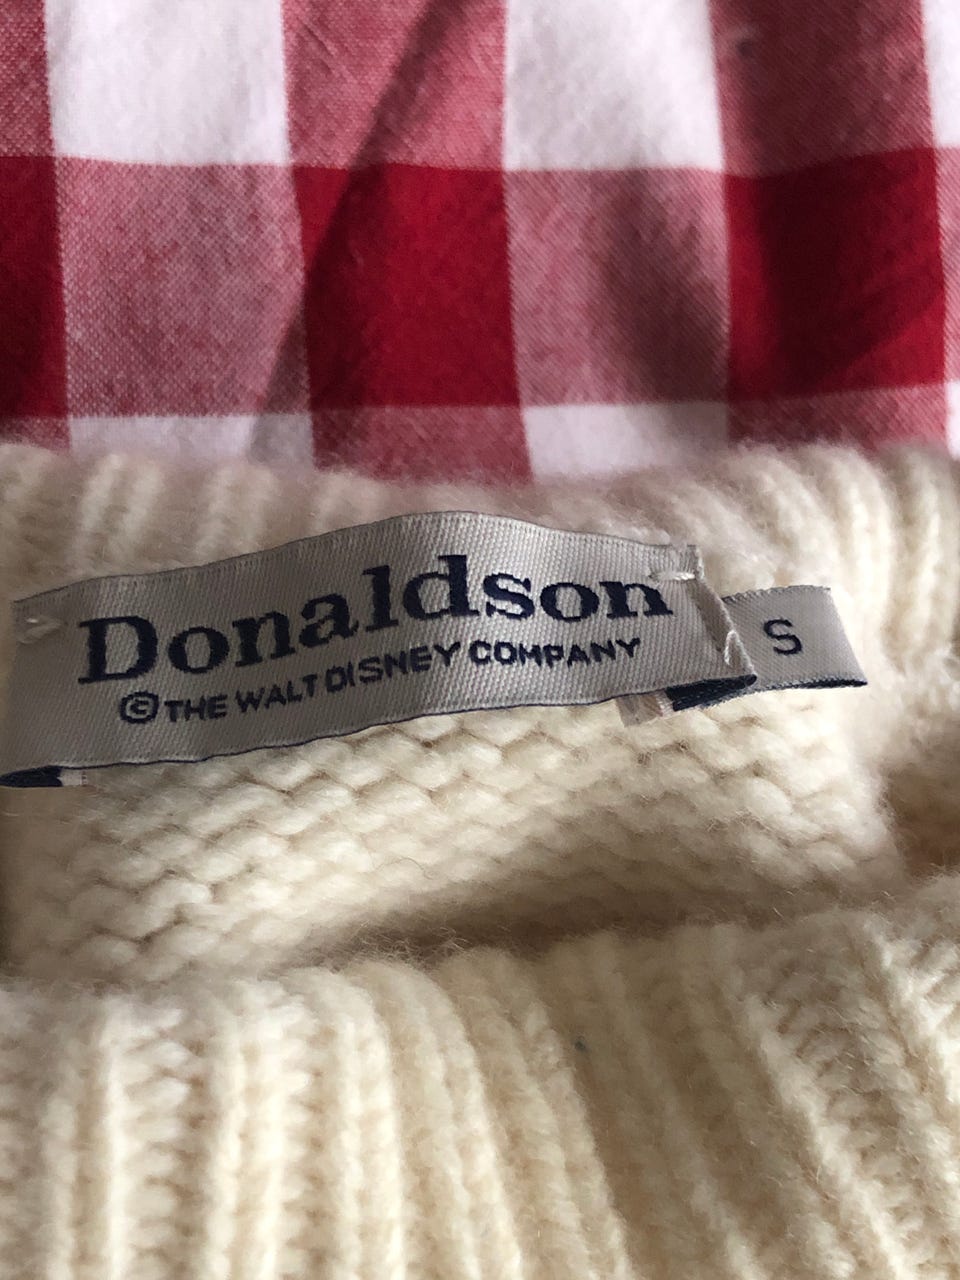 Donaldson
©THE WALT DISNEY COMPANY
S